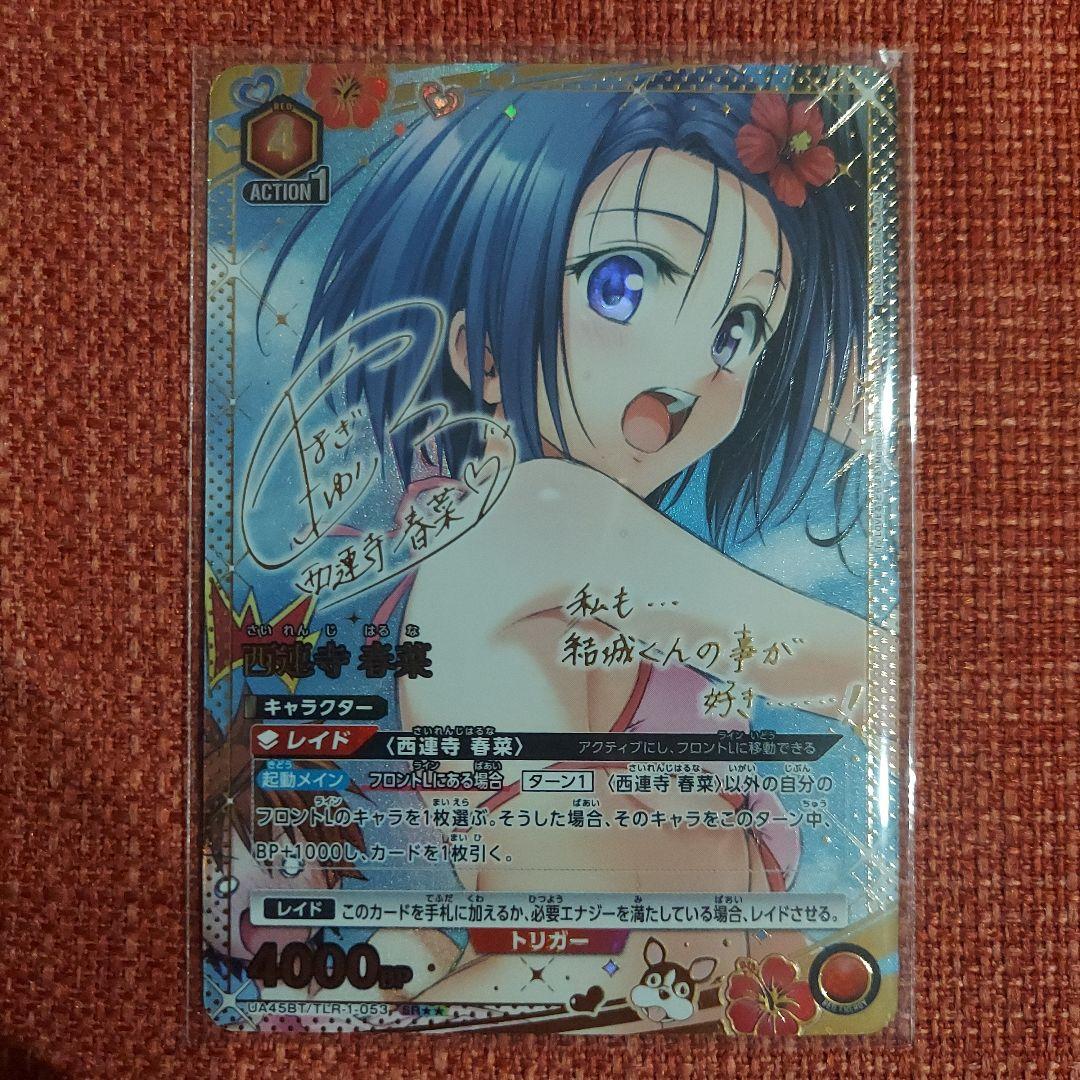 RED
4
ACTION1
やぎ
さゆり
西連寺 春菜♡
私も…
結城くんの事が
好き……!
さいれんじ はるな
西連寺 春菜
キャラクター
レイド 〈西連寺 春菜〉 アクティブにし、フロントLに移動できる
起動メイン フロントLにある場合 ターン1 〈西連寺 春菜〉以外の自分の
フロントLのキャラを1枚選ぶ。そうした場合、そのキャラをこのターン中、
BP+1000し、カードを1枚引く。
レイド このカードを手札に加えるか、必要エナジーを満たしている場合、レイドさせる。
トリガー
4000BP
UA45BT/TLR-1-053 SR★★